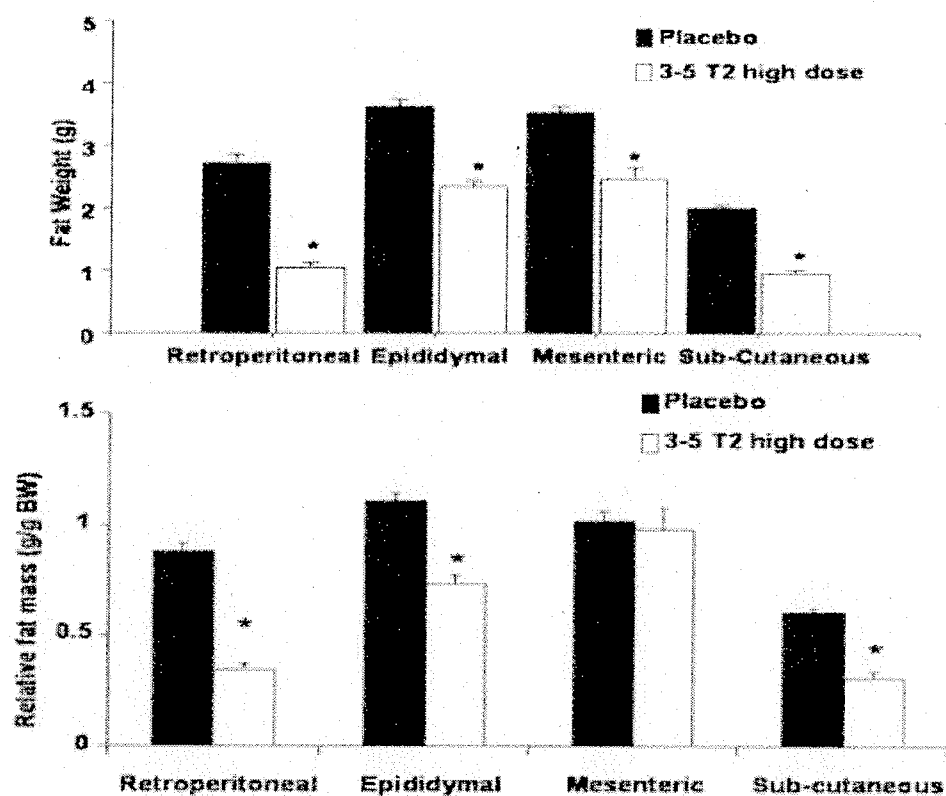 5
Placebo
3-5 T2 high dose
4
*
*
3
*
*
2
1
0
Fat Weight (g)
Retroperitoneal Epididymal Mesenteric Sub-Cutaneous
1.5
Placebo
3-5 T2 high dose
1
*
*
*
0.5
0
Relative fat mass (g/g BW)
Retroperitoneal Epididymal Mesenteric Sub-cutaneous